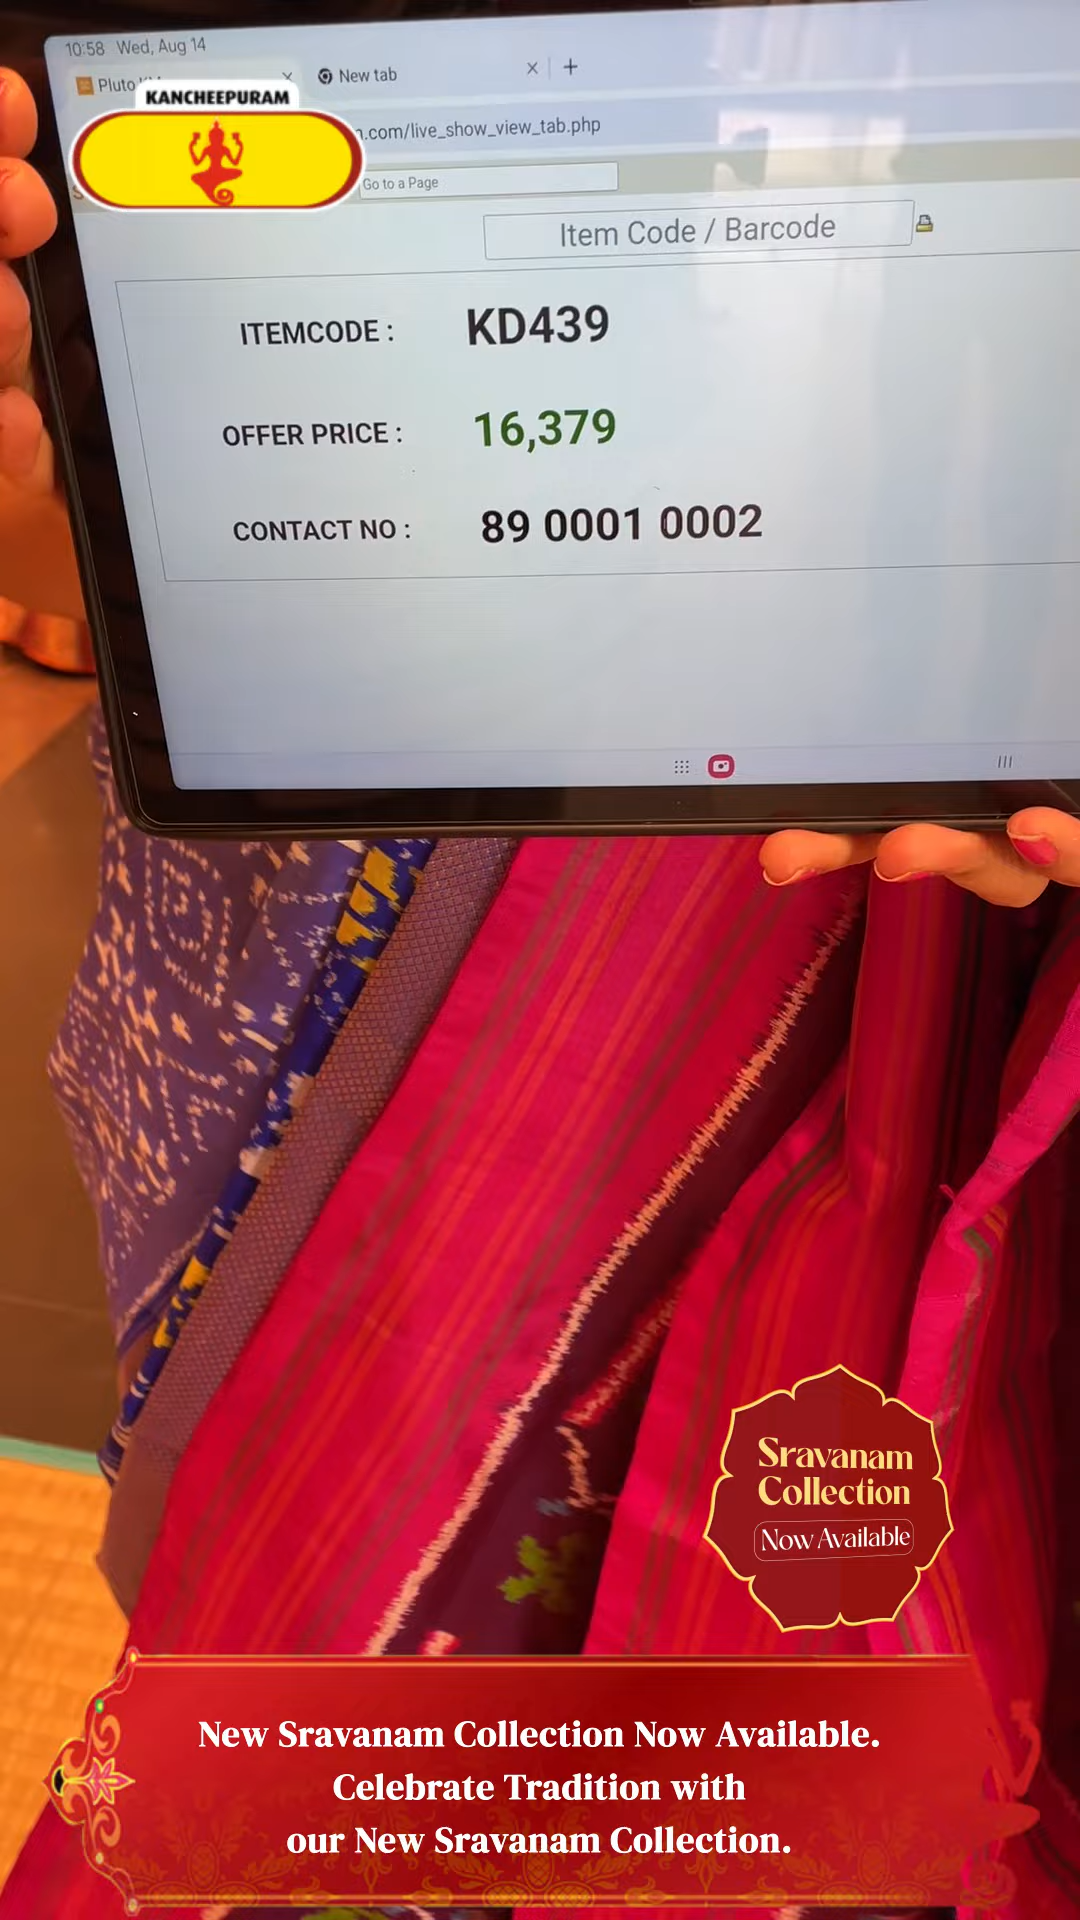 10:58 Wed, Aug 14
Pluto
New tab
KANCHEEPURAM
.com/live_show_view_tab.php
Go to a Page
Item Code / Barcode
ITEMCODE : KD439
OFFER PRICE : 16,379
CONTACT NO : 89 0001 0002
Sravanam
Collection
Now Available
New Sravanam Collection Now Available.
Celebrate Tradition with
our New Sravanam Collection.